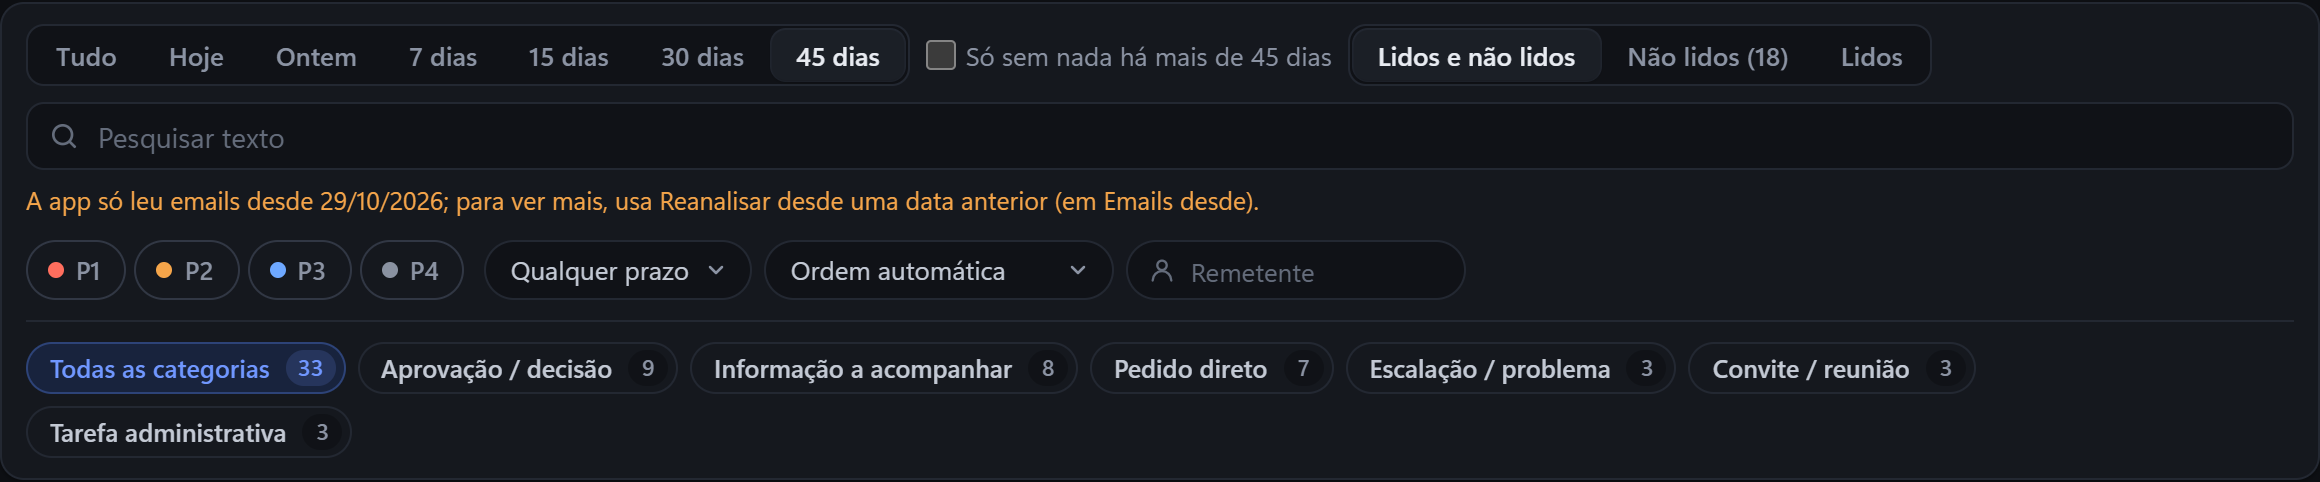 Tudo Hoje Ontem 7 dias 15 dias 30 dias 45 dias Só sem nada há mais de 45 dias Lidos e não lidos Não lidos (18) Lidos
Pesquisar texto
A app só leu emails desde 29/10/2026; para ver mais, usa Reanalisar desde uma data anterior (em Emails desde).
P1 P2 P3 P4 Qualquer prazo Ordem automática Remetente
Todas as categorias 33 Aprovação / decisão 9 Informação a acompanhar 8 Pedido direto 7 Escalação / problema 3 Convite / reunião 3
Tarefa administrativa 3